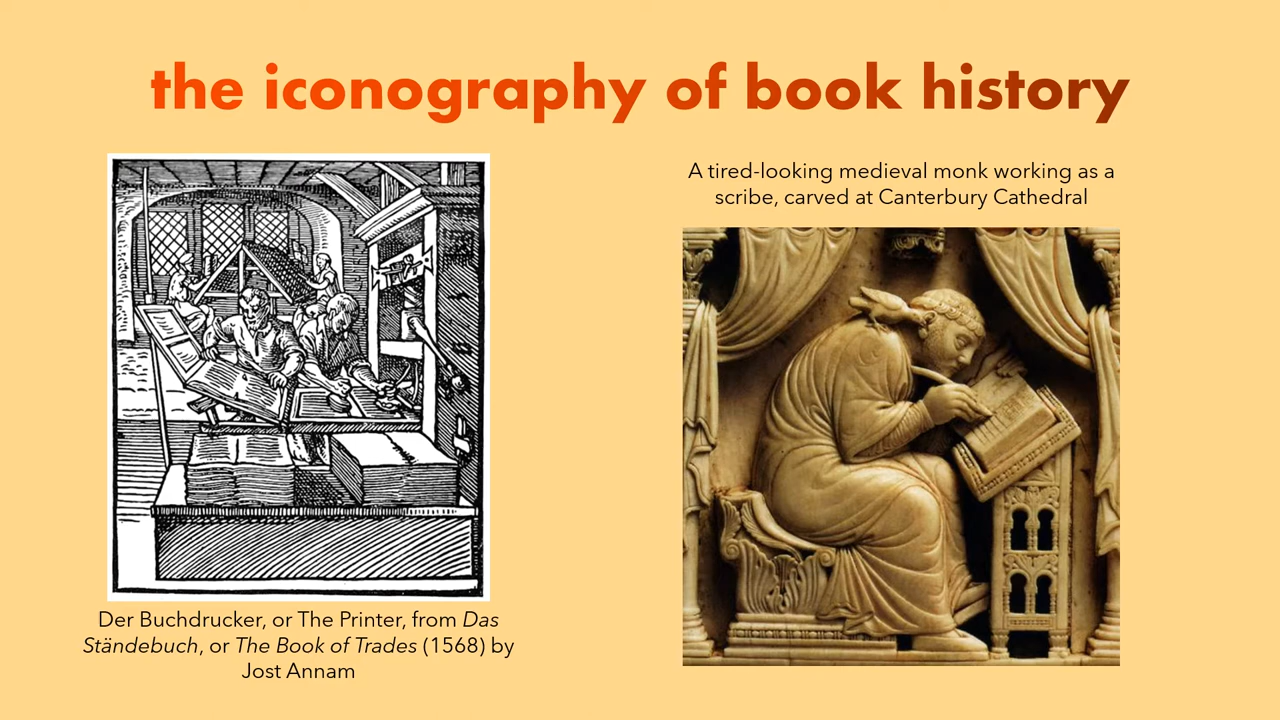 the iconography of book history
A tired-looking medieval monk working as a
scribe, carved at Canterbury Cathedral
Der Buchdrucker, or The Printer, from Das
Ständebuch, or The Book of Trades (1568) by
Jost Annam